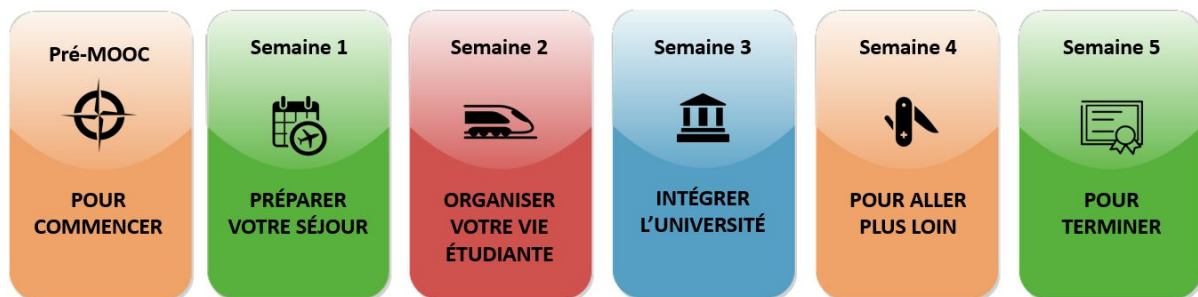 Pré-MOOC
POUR
COMMENCER
Semaine 1
PRÉPARER
VOTRE SÉJOUR
Semaine 2
ORGANISER
VOTRE VIE
ÉTUDIANTE
Semaine 3
INTÉGRER
L’UNIVERSITÉ
Semaine 4
POUR ALLER
PLUS LOIN
Semaine 5
POUR
TERMINER